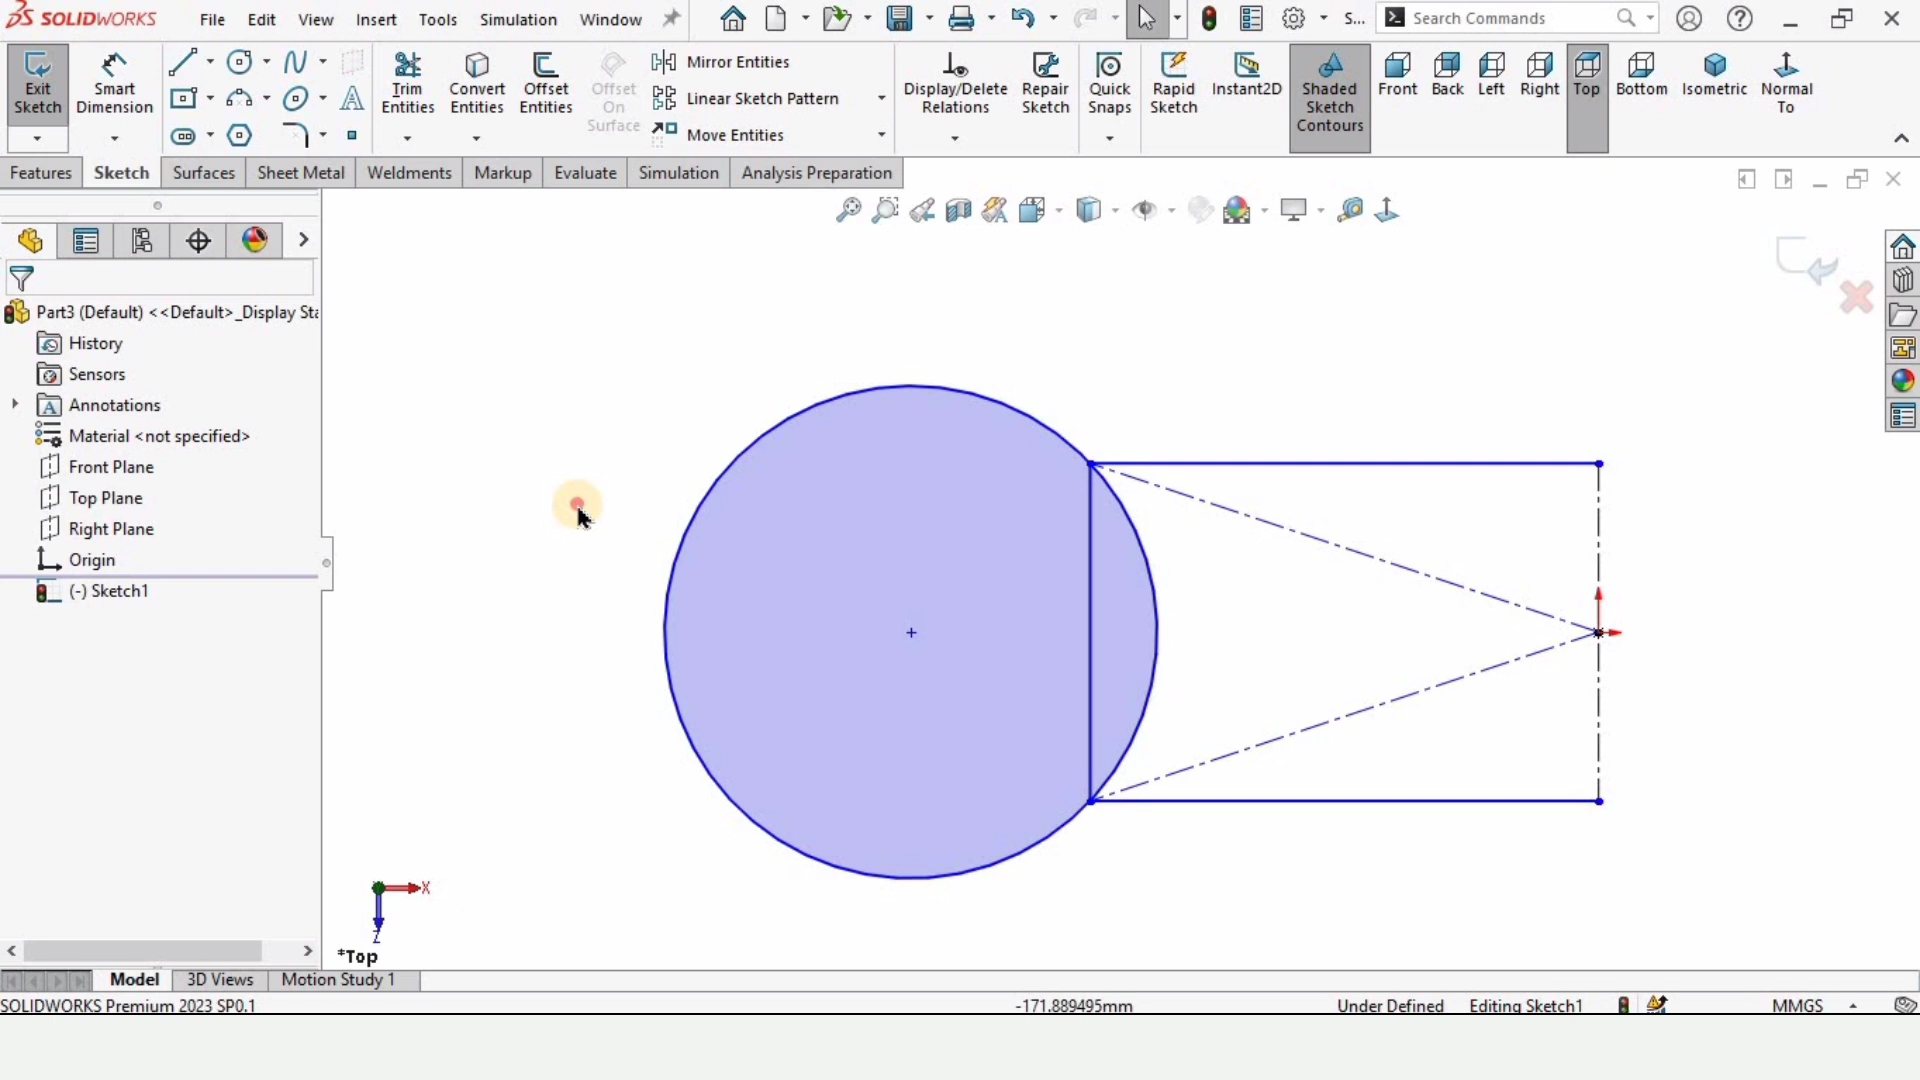 SOLIDWORKS File Edit View Insert Tools Simulation Window S... Search Commands
Exit Sketch
Smart Dimension
Trim Entities
Convert Entities
Offset Entities
Offset On Surface
Mirror Entities
Linear Sketch Pattern
Move Entities
Display/Delete Relations
Repair Sketch
Quick Snaps
Rapid Sketch
Instant2D
Shaded Sketch Contours
Front
Back
Left
Right
Top
Bottom
Isometric
Normal To
Features Sketch Surfaces Sheet Metal Weldments Markup Evaluate Simulation Analysis Preparation
Part3 (Default) <<Default>_Display Sta
History
Sensors
Annotations
Material <not specified>
Front Plane
Top Plane
Right Plane
Origin
(-) Sketch1
X
Z
*Top
Model 3D Views Motion Study 1
SOLIDWORKS Premium 2023 SP0.1 -171.889495mm Under Defined Editing Sketch1 MMGS